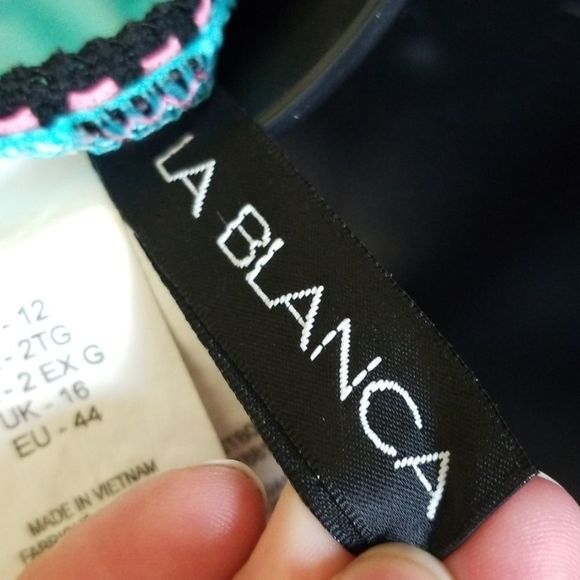 LA BLANCA
- 12
- 2TG
- 2 EX G
UK - 16
EU - 44
MADE IN VIETNAM